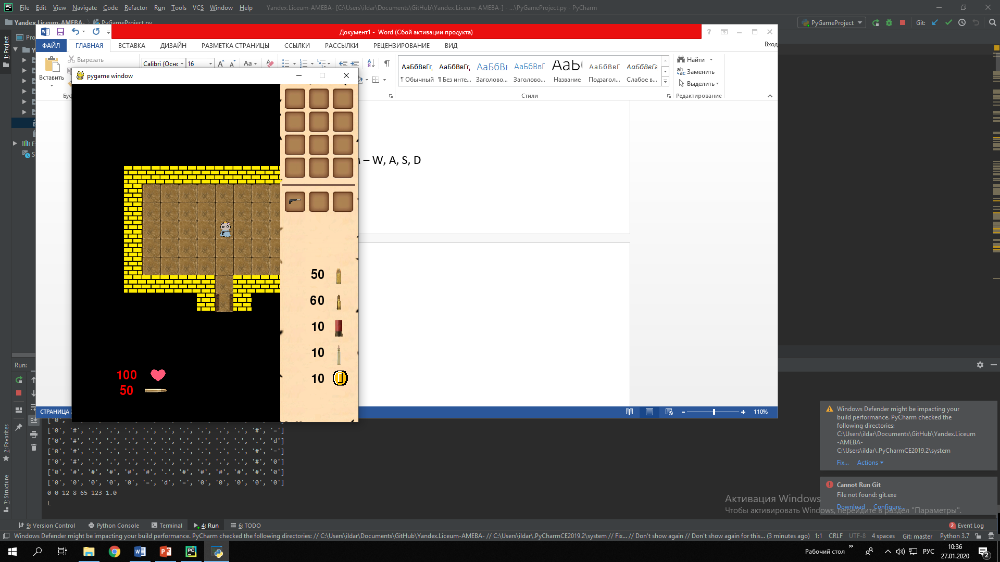 File Edit View Navigate Code Refactor Run Tools VCS Window Help Yandex.Liceum-AMEBA- [C:\Users\ildar\Documents\GitHub\Yandex.Liceum-AMEBA-] - ...\PyGameProject.py - PyCharm
Yandex.Liceum-AMEBA- PyGameProject.py PyGameProject Git:
Документ1 - Word (Сбой активации продукта)
ФАЙЛ ГЛАВНАЯ ВСТАВКА ДИЗАЙН РАЗМЕТКА СТРАНИЦЫ ССЫЛКИ РАССЫЛКИ РЕЦЕНЗИРОВАНИЕ ВИД Вход
1: Project
Вставить
Вырезать
Calibri (Осно 16
АаБбВвГг, АаБбВвГг, АаБбВв АаБбВвГ АаБ АаБбВвГ АаБбВвГг
¶ Обычный ¶ Без инте... Заголово... Заголово... Название Подзагол... Слабое в...
Найти
Заменить
Выделить
Стили Редактирование
pygame window
– W, A, S, D
50
60
10
10
10
100
50
СТРАНИЦА
110%
Run:
['0', '#', '.', '.', '.', '.', '.', '.', '.', '.', '.', '#', '=']
['0', '#', '.', '.', '.', '.', '.', '.', '.', '.', '.', '.', 'd']
['0', '#', '.', '.', '.', '.', '.', '.', '.', '.', '.', '#', '=']
['0', '#', '.', '.', '.', '.', '.', '.', '.', '.', '.', '#', '0']
['0', '#', '#', '#', '#', '.', '#', '#', '#', '#', '#', '0']
['0', '0', '0', '0', '0', '=', 'd', '=', '0', '0', '0', '0', '0']
0 0 12 8 65 123 1.0
L
2: Favorites
7: Structure
Windows Defender might be impacting your
build performance. PyCharm checked the
following directories:
C:\Users\ildar\Documents\GitHub\Yandex.Liceum
-AMEBA-
C:\Users\ildar\.PyCharmCE2019.2\system
Fix... Actions
Cannot Run Git
File not found: git.exe
Download Configure...
Активация Windows
Чтобы активировать Windows, перейдите в раздел "Параметры".
9: Version Control Python Console Terminal 4: Run 6: TODO 2 Event Log
Windows Defender might be impacting your build performance. PyCharm checked the following directories: // C:\Users\ildar\Documents\GitHub\Yandex.Liceum-AMEBA- // C:\Users\ildar\.PyCharmCE2019.2\system // Fix... // Don't show again // Don't show again for this... (3 minutes ago) 1:1 CRLF UTF-8 4 spaces Git: master Python 3.7
Рабочий стол РУС 10:36
27.01.2020 2